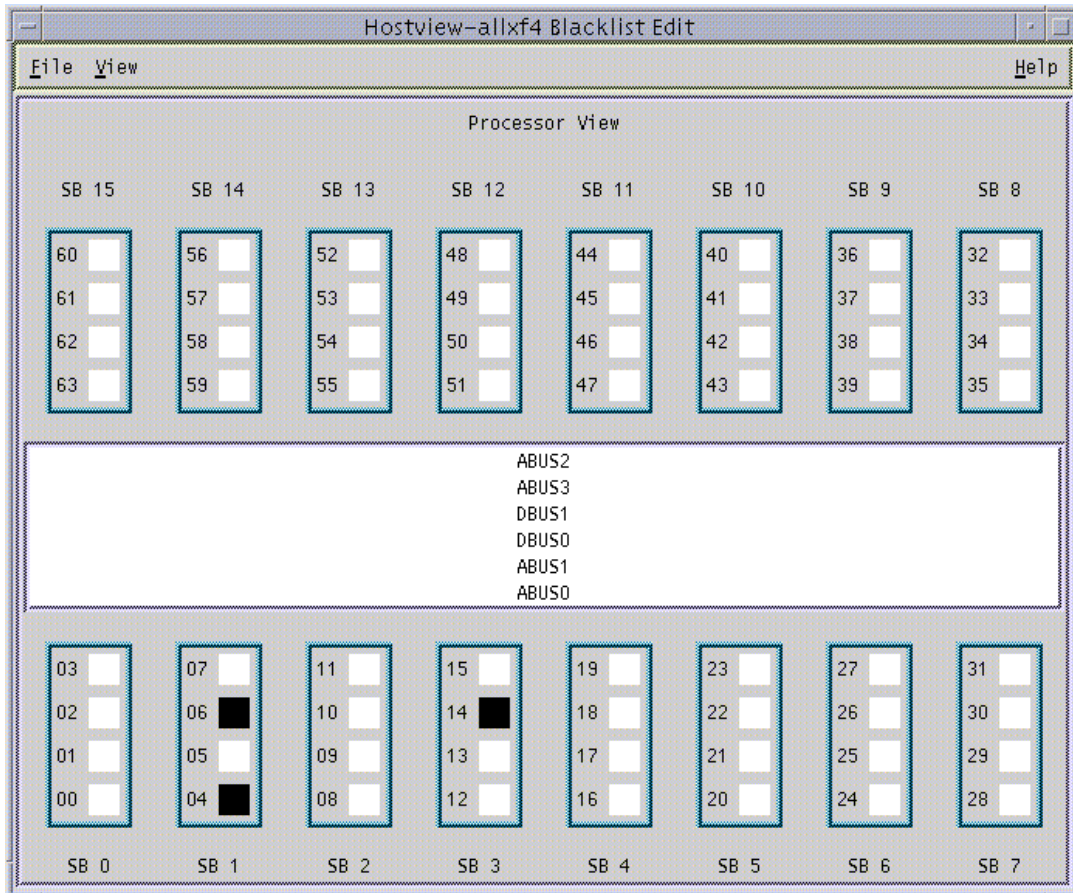 Hostview-allxf4 Blacklist Edit
File View Help
Processor View
SB 15 SB 14 SB 13 SB 12 SB 11 SB 10 SB 9 SB 8
60 56 52 48 44 40 36 32
61 57 53 49 45 41 37 33
62 58 54 50 46 42 38 34
63 59 55 51 47 43 39 35
ABUS2
ABUS3
DBUS1
DBUS0
ABUS1
ABUS0
03 07 11 15 19 23 27 31
02 06 10 14 18 22 26 30
01 05 09 13 17 21 25 29
00 04 08 12 16 20 24 28
SB 0 SB 1 SB 2 SB 3 SB 4 SB 5 SB 6 SB 7